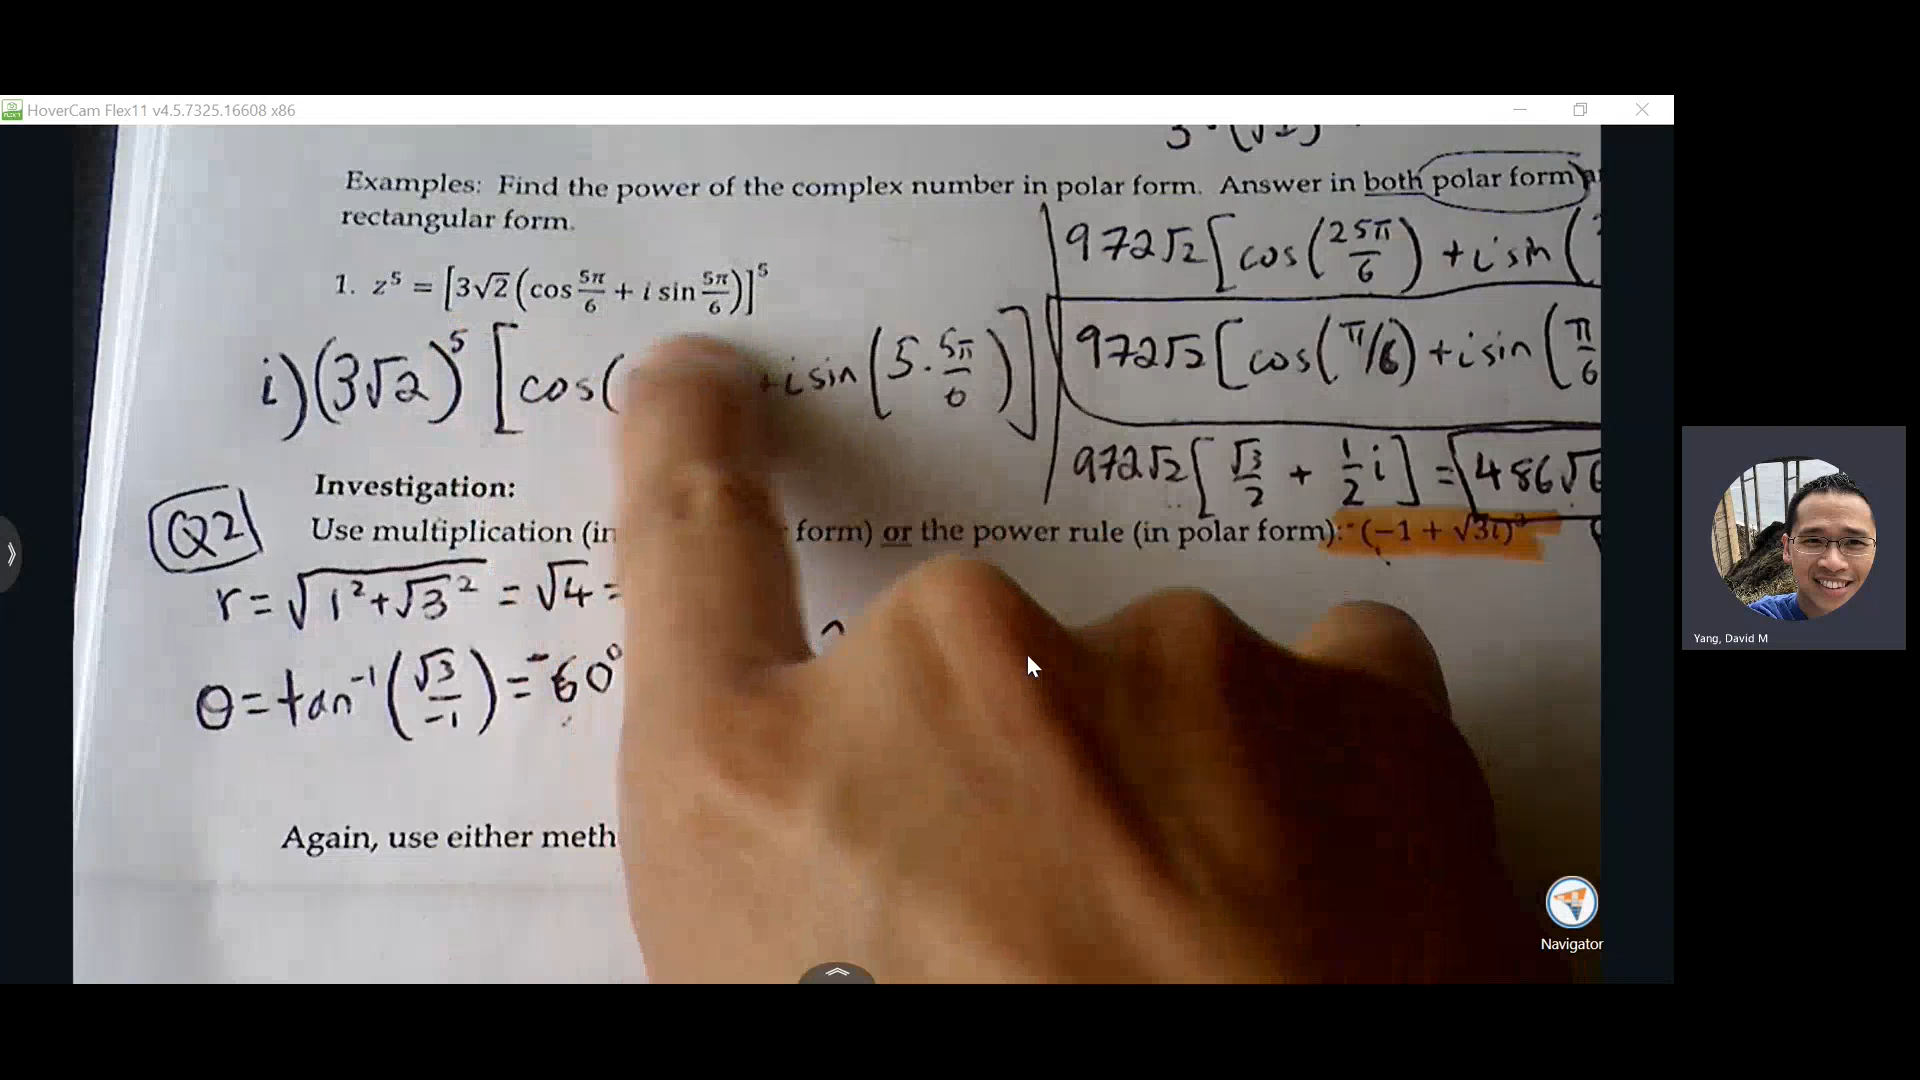 HoverCam Flex11 v4.5.7325.16608 x86
Examples: Find the power of the complex number in polar form. Answer in both polar form
rectangular form.
1. z⁵ = [3√2(cos 5π/6 + i sin 5π/6)]⁵
i) (3√2)⁵ [cos( +i sin(5·5π/6)]
972√2[cos(25π/6) + i sin(
972√2[cos(π/6) + i sin(π/6
972√2[√3/2 + 1/2 i] = 486√6
Investigation:
Q2
Use multiplication (in form) or the power rule (in polar form): (−1 + √3i)
r = √1²+√3² = √4 =
θ = tan⁻¹(√3/−1) = −60°
Again, use either meth
Navigator
Yang, David M